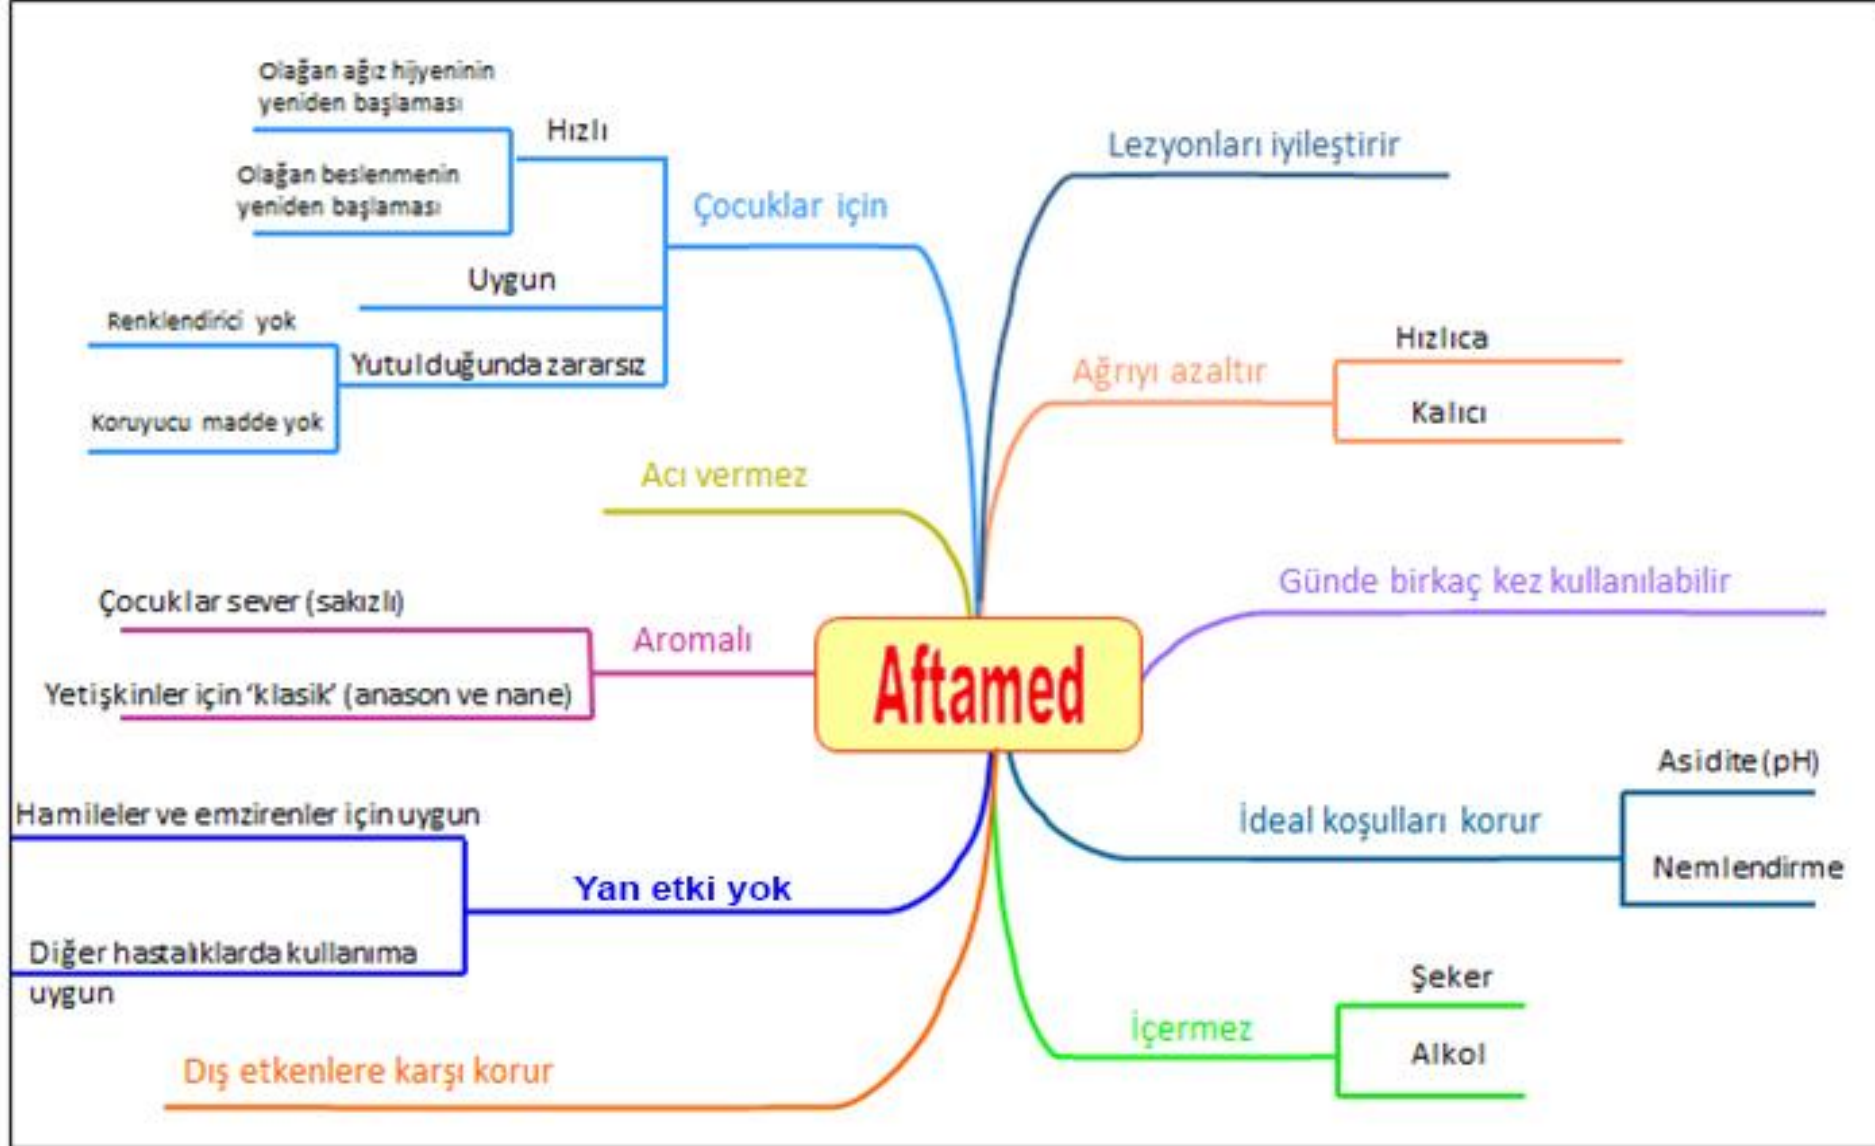 Olağan ağız hijyeninin
yeniden başlaması
Hızlı
Olağan beslenmenin
yeniden başlaması
Çocuklar için
Uygun
Renklendirici yok
Yutulduğunda zararsız
Koruyucu madde yok
Acı vermez
Çocuklar sever (sakızlı)
Aromalı
Yetişkinler için ‘klasik’ (anason ve nane)
Hamileler ve emzirenler için uygun
Yan etki yok
Diğer hastalıklarda kullanıma
uygun
Dış etkenlere karşı korur
Aftamed
Lezyonları iyileştirir
Ağrıyı azaltır
Hızlıca
Kalıcı
Günde birkaç kez kullanılabilir
İdeal koşulları korur
Asidite (pH)
Nemlendirme
İçermez
Şeker
Alkol